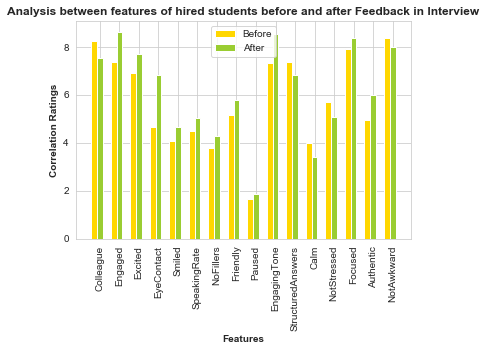 Analysis between features of hired students before and after Feedback in Interview
Before
After
Correlation Ratings
8
6
4
2
0
Colleague
Engaged
Excited
EyeContact
Smiled
SpeakingRate
NoFillers
Friendly
Paused
EngagingTone
StructuredAnswers
Calm
NotStressed
Focused
Authentic
NotAwkward
Features